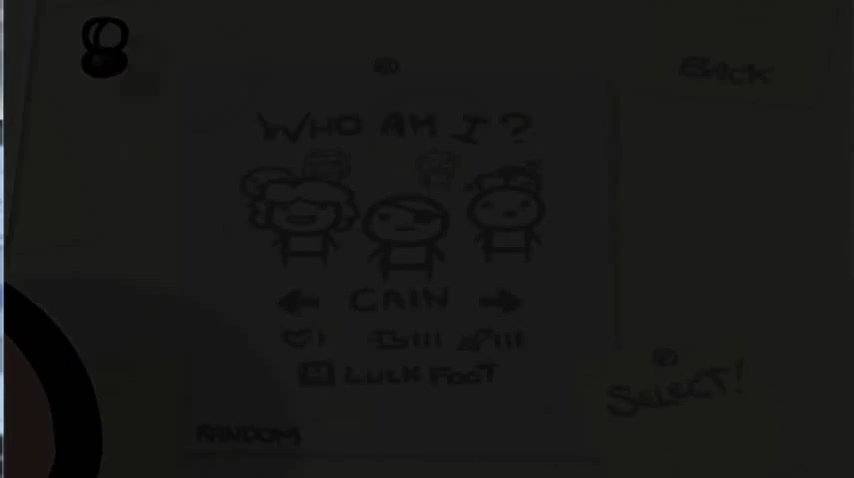 BACK
WHO AM I?
CAIN
LUCK FOOT
SELECT!
RANDOM